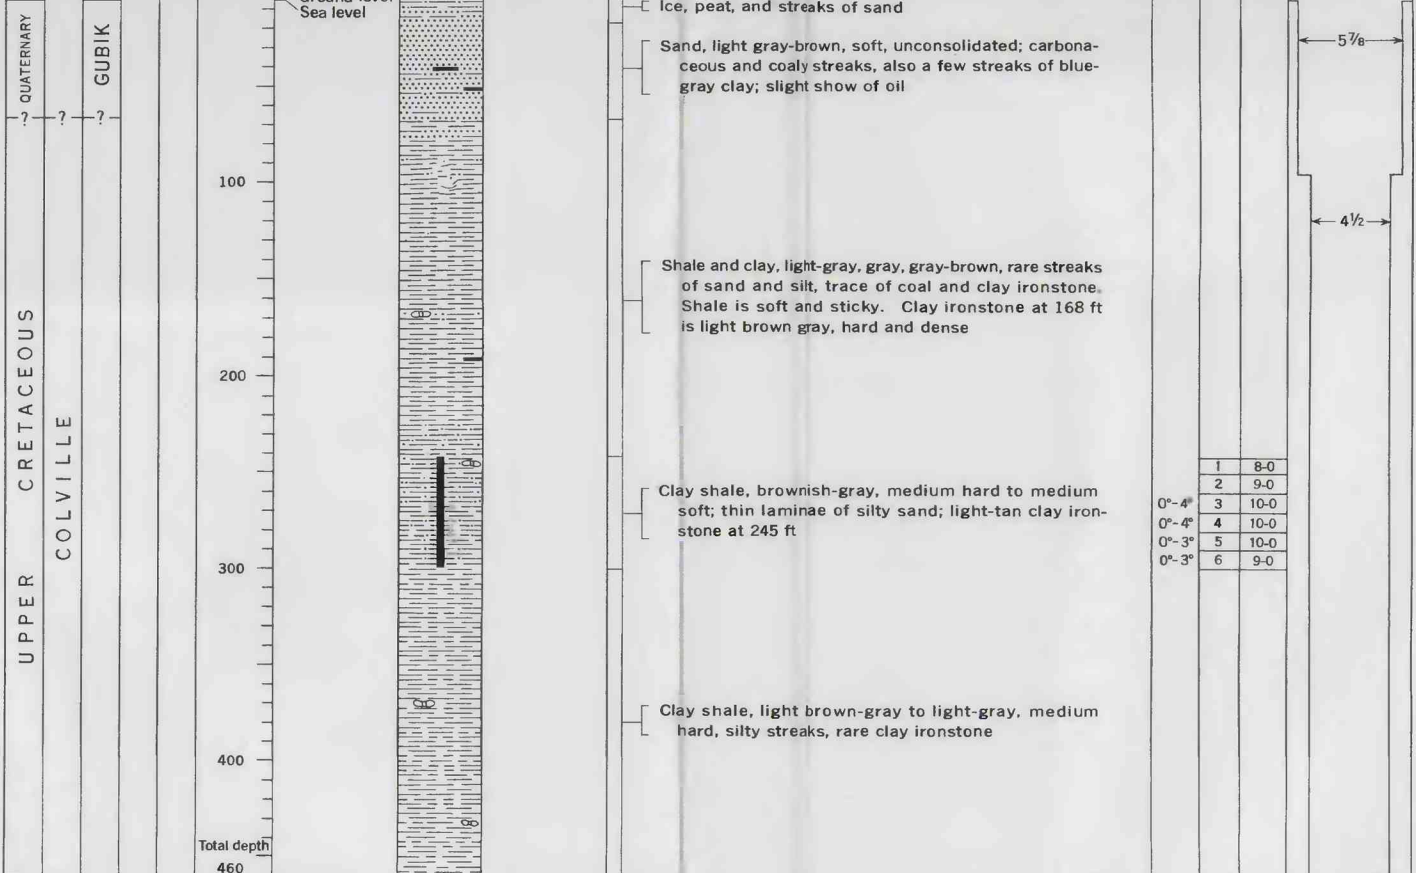 QUATERNARY
GUBIK
Sea level
Ice, peat, and streaks of sand
Sand, light gray-brown, soft, unconsolidated; carbona-
ceous and coaly streaks, also a few streaks of blue-
gray clay; slight show of oil
5⅞
? ? ?
100
4½
Shale and clay, light-gray, gray, gray-brown, rare streaks
of sand and silt, trace of coal and clay ironstone.
Shale is soft and sticky. Clay ironstone at 168 ft
is light brown gray, hard and dense
200
UPPER CRETACEOUS
COLVILLE
Clay shale, brownish-gray, medium hard to medium
soft; thin laminae of silty sand; light-tan clay iron-
stone at 245 ft
1 8-0
2 9-0
0°-4° 3 10-0
0°-4° 4 10-0
0°-3° 5 10-0
0°-3° 6 9-0
300
Clay shale, light brown-gray to light-gray, medium
hard, silty streaks, rare clay ironstone
400
Total depth
460